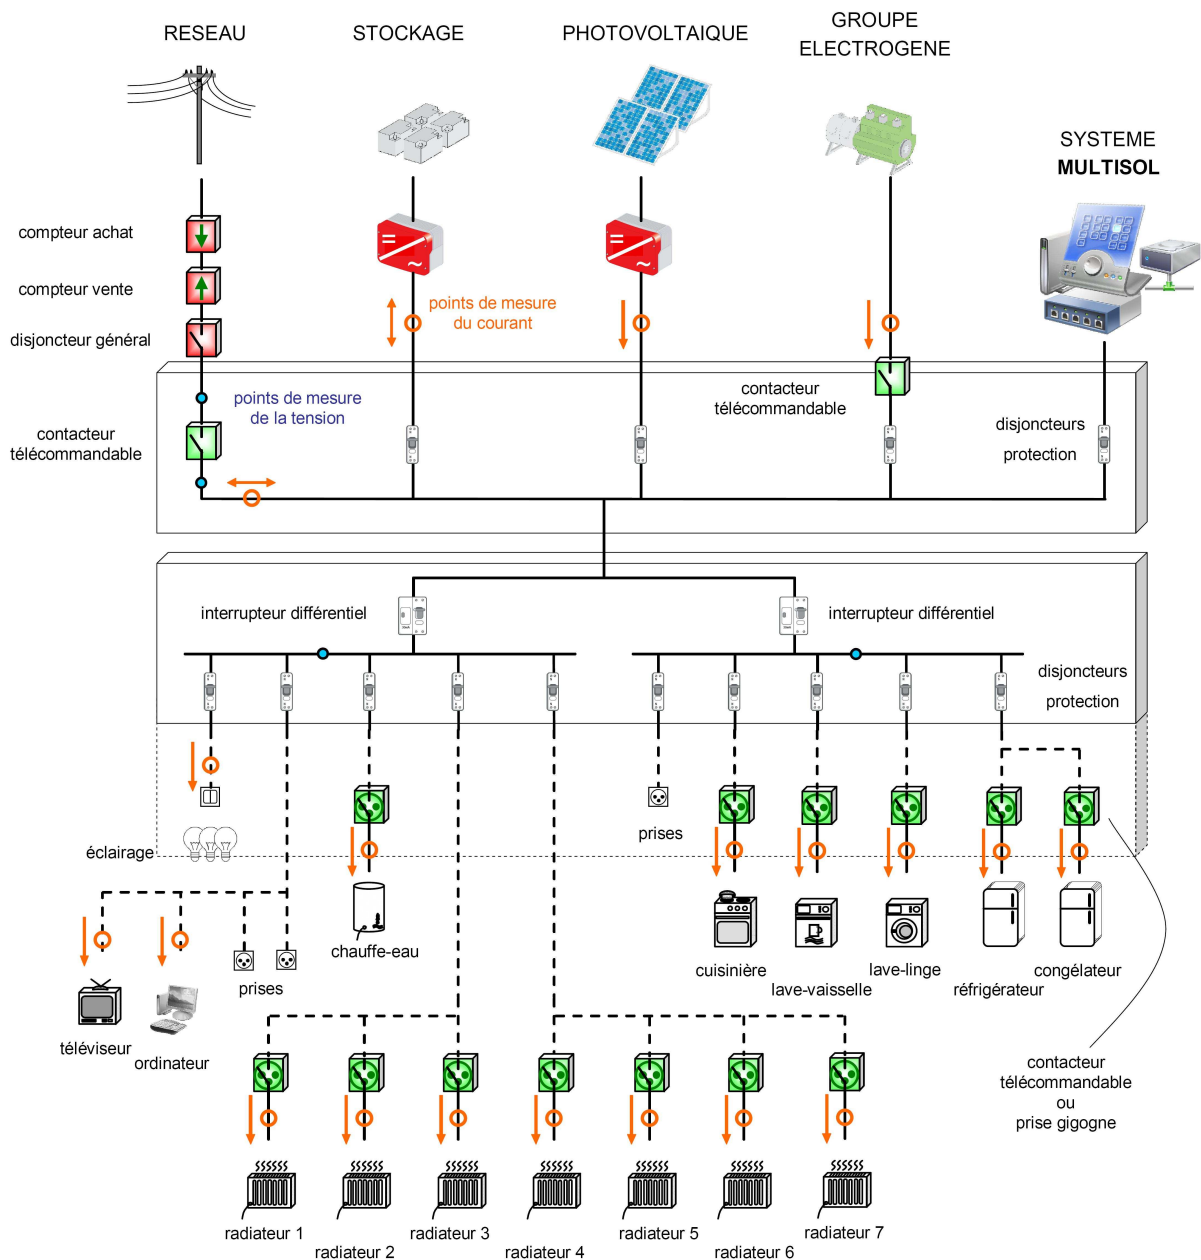 RESEAU
STOCKAGE
PHOTOVOLTAIQUE
GROUPE
ELECTROGENE
SYSTEME
MULTISOL
compteur achat
compteur vente
disjoncteur général
points de mesure
du courant
points de mesure
de la tension
contacteur
télécommandable
contacteur
télécommandable
disjoncteurs
protection
interrupteur différentiel
interrupteur différentiel
disjoncteurs
protection
éclairage
prises
chauffe-eau
prises
cuisinière
lave-vaisselle
lave-linge
réfrigérateur
congélateur
téléviseur
ordinateur
contacteur
télécommandable
ou
prise gigogne
radiateur 1
radiateur 2
radiateur 3
radiateur 4
radiateur 5
radiateur 6
radiateur 7